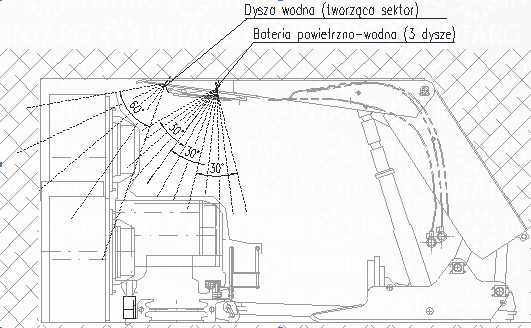 Dysza wodna (tworząca sektor)
Bateria powietrzno-wodna (3 dysze)
60°
30°
30°
30°
INTARG